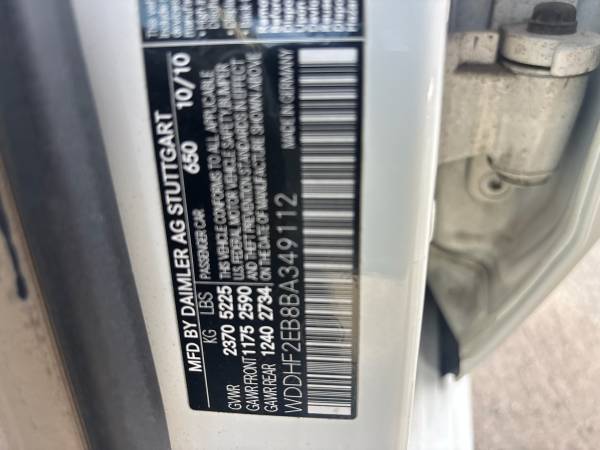 MFD BY DAIMLER AG STUTTGART
650 10/10
KG LBS PASSENGER CAR
GVWR 2370 5225 THIS VEHICLE CONFORMS TO ALL APPLICABLE
GAWR FRONT 1175 2590 U.S. FEDERAL MOTOR VEHICLE SAFETY, BUMPER
GAWR REAR 1240 2734 AND THEFT PREVENTION STANDARDS IN EFFECT
ON THE DATE OF MANUFACTURE SHOWN ABOVE
WDDHF2EB8BA349112 MADE IN GERMANY